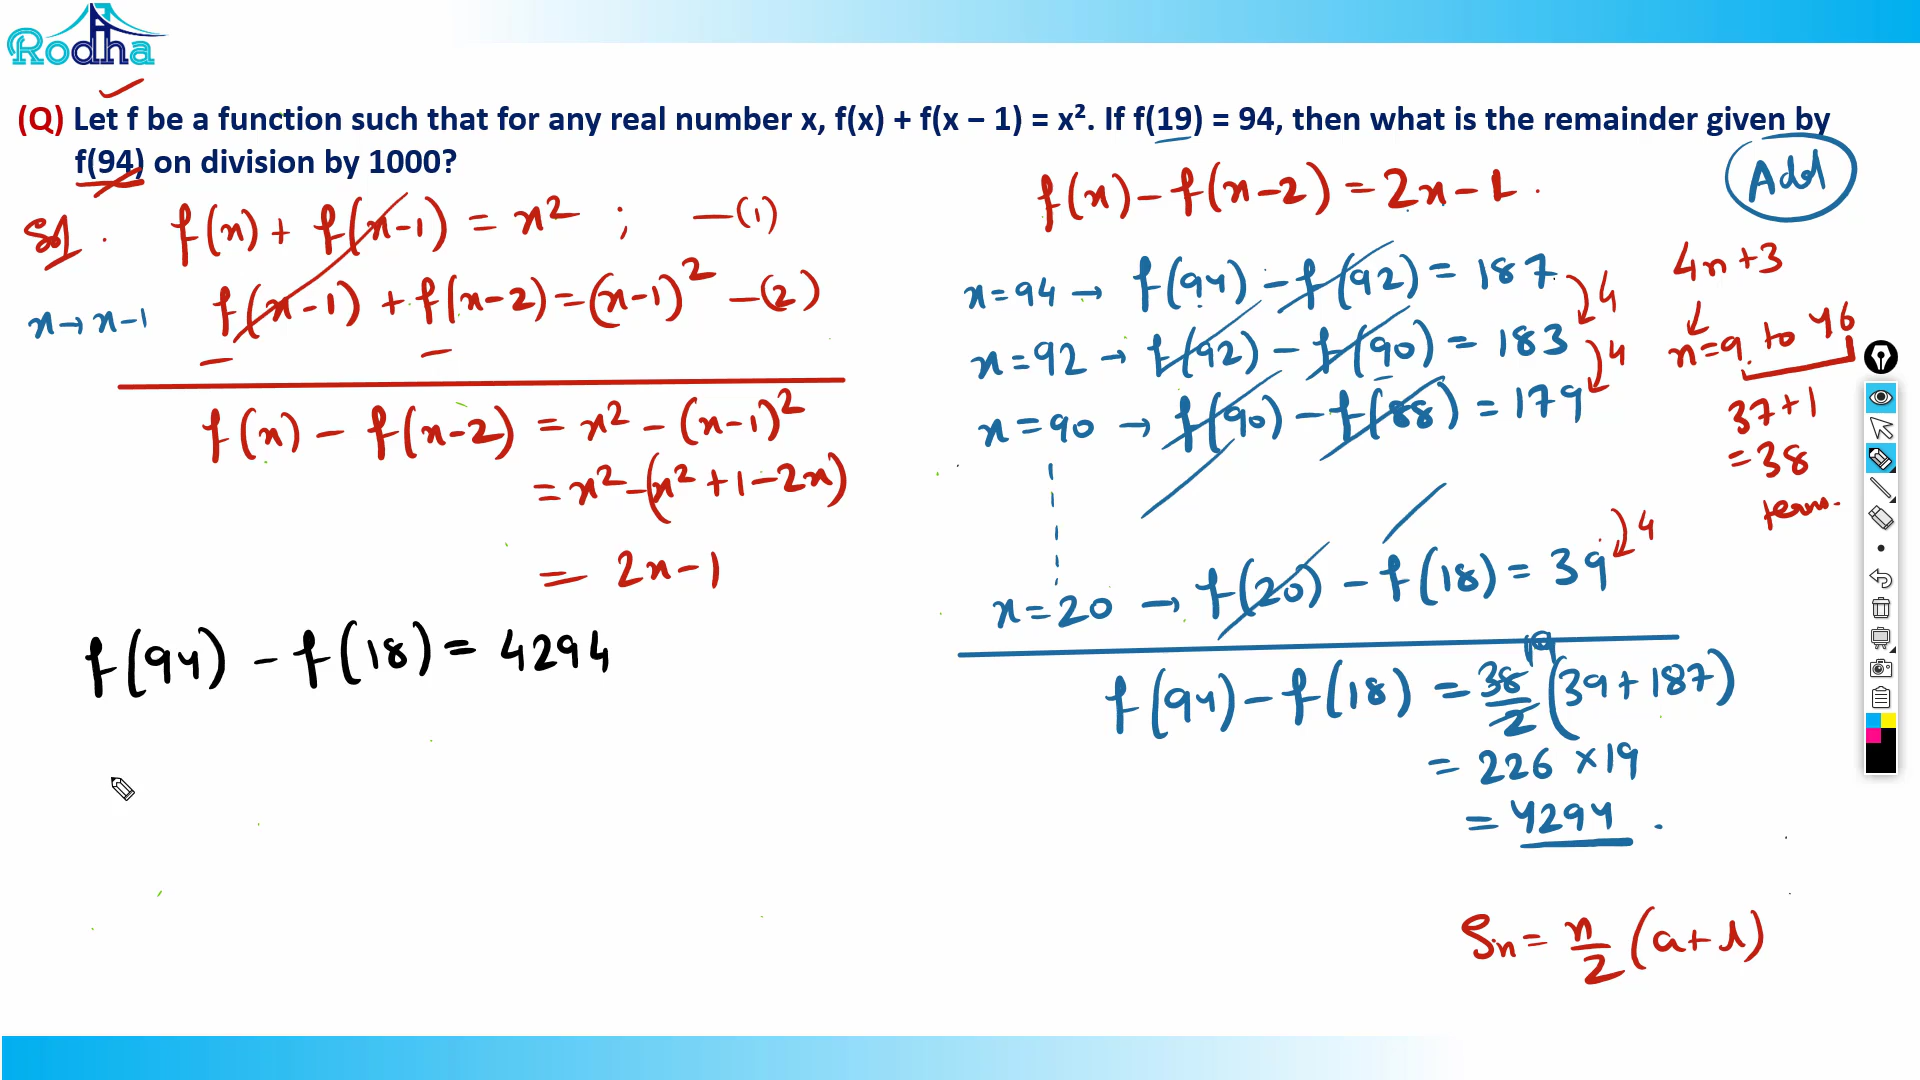 Rodha
(Q) Let f be a function such that for any real number x, f(x) + f(x – 1) = x². If f(19) = 94, then what is the remainder given by
f(94) on division by 1000?
Add
f(x) – f(x–2) = 2x – 1 .
Sol . f(x) + f(x–1) = x² ; —(1)
x → x–1 f(x–1) + f(x–2) = (x–1)² —(2)
f(x) – f(x–2) = x² – (x–1)²
= x² – (x² + 1 – 2x)
= 2x – 1
f(94) – f(18) = 4294
x = 94 → f(94) – f(92) = 187
4
x = 92 → f(92) – f(90) = 183
4
x = 90 → f(90) – f(88) = 179
x = 20 → f(20) – f(18) = 39
4
f(94) – f(18) = 38/2 (39 + 187)
19
= 226 × 19
= 4294 .
4n + 3
n = 9 to 46
37 + 1
= 38
term.
Sn = n/2 (a + l)